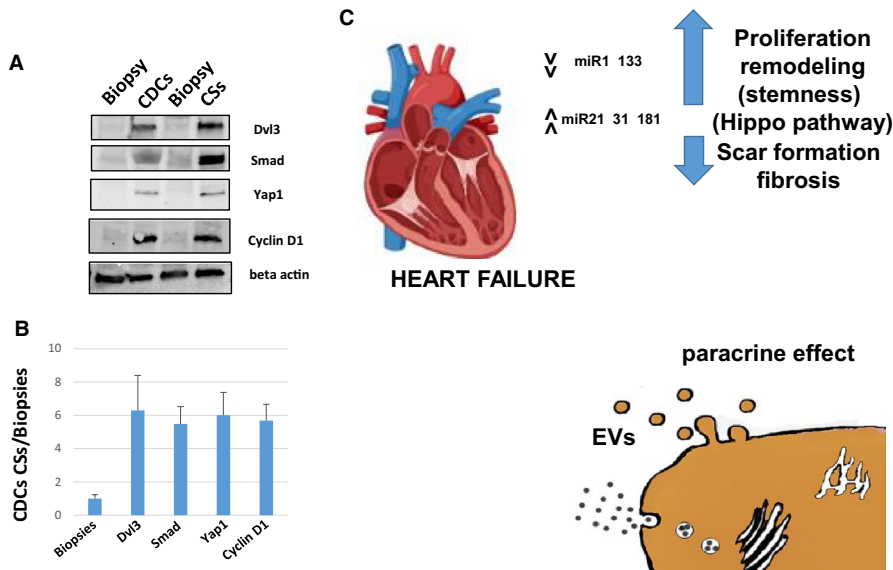 A
Biopsy
CDCs
Biopsy
CSs
Dvl3
Smad
Yap1
Cyclin D1
beta actin
B
CDCs CSs/Biopsies
10
8
6
4
2
0
Biopsies
Dvl3
Smad
Yap1
Cyclin D1
C
miR1 133
miR21 31 181
Proliferation
remodeling
(stemness)
(Hippo pathway)
Scar formation
fibrosis
HEART FAILURE
paracrine effect
EVs